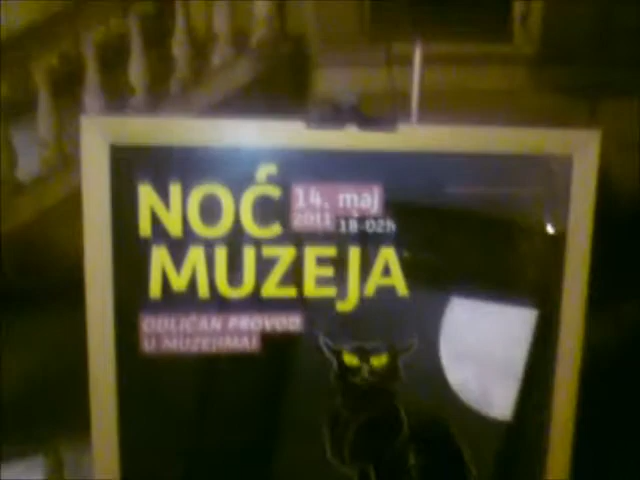 NOĆ
14. maj
2011 18-02h
MUZEJA
ODLIČAN PROVOD
U MUZEJIMA!